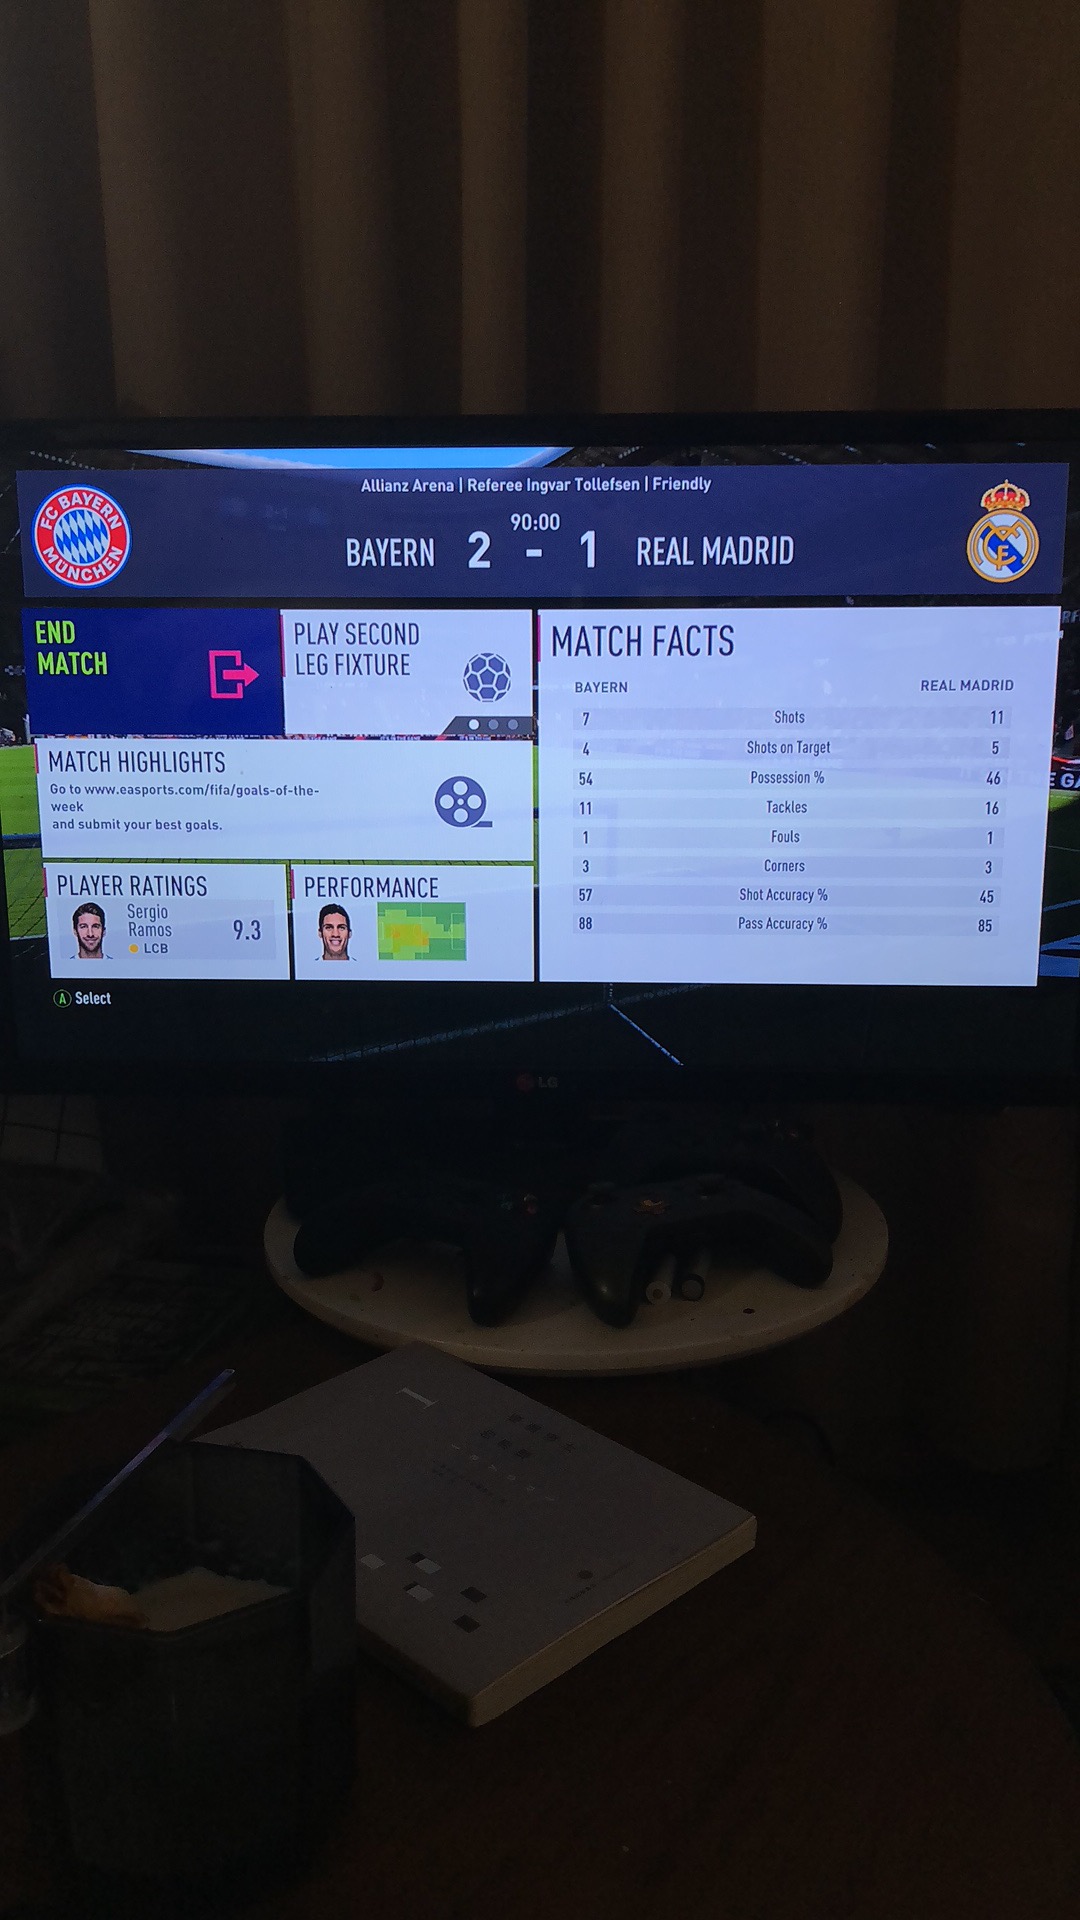 Allianz Arena | Referee Ingvar Tollefsen | Friendly
FC BAYERN
MÜNCHEN
90:00
BAYERN 2 - 1 REAL MADRID
END
MATCH
PLAY SECOND
LEG FIXTURE
MATCH HIGHLIGHTS
Go to www.easports.com/fifa/goals-of-the-
week
and submit your best goals.
PLAYER RATINGS
Sergio
Ramos
LCB
9.3
PERFORMANCE
MATCH FACTS
BAYERN REAL MADRID
7 Shots 11
4 Shots on Target 5
54 Possession % 46
11 Tackles 16
1 Fouls 1
3 Corners 3
57 Shot Accuracy % 45
88 Pass Accuracy % 85
A Select
LG